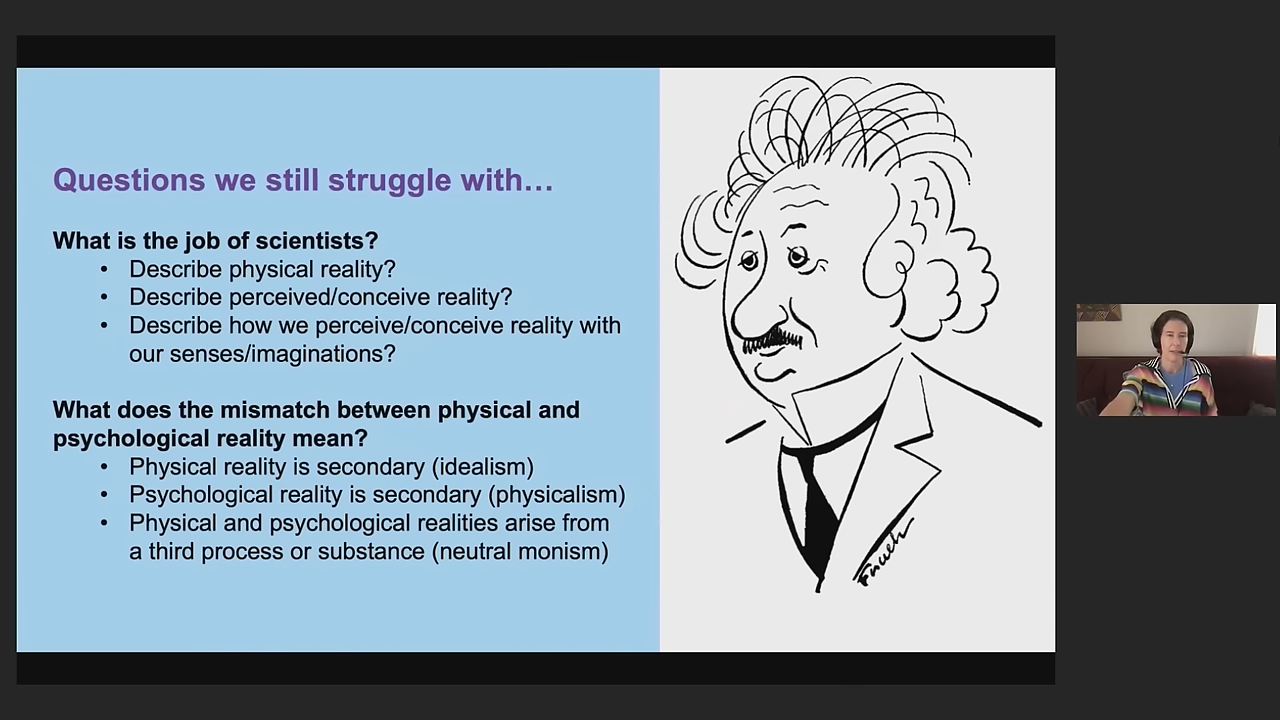 Questions we still struggle with…
What is the job of scientists?
• Describe physical reality?
• Describe perceived/conceive reality?
• Describe how we perceive/conceive reality with
our senses/imaginations?
What does the mismatch between physical and
psychological reality mean?
• Physical reality is secondary (idealism)
• Psychological reality is secondary (physicalism)
• Physical and psychological realities arise from
a third process or substance (neutral monism)